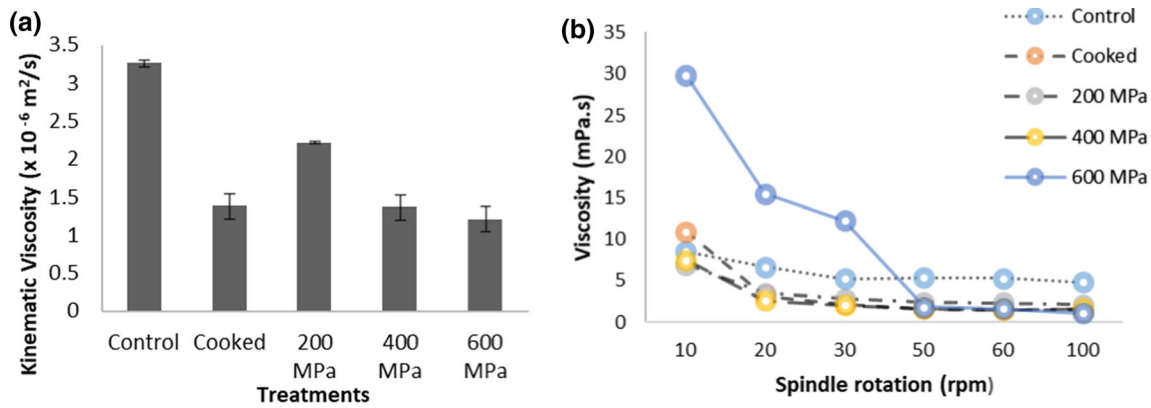 (a)
Kinematic Viscosity (x 10 -6 m2/s)
3.5
3
2.5
2
1.5
1
0.5
0
Control Cooked 200 MPa 400 MPa 600 MPa
Treatments
(b)
Viscosity (mPa.s)
35
30
25
20
15
10
5
0
10 20 30 50 60 100
Spindle rotation (rpm)
Control
Cooked
200 MPa
400 MPa
600 MPa